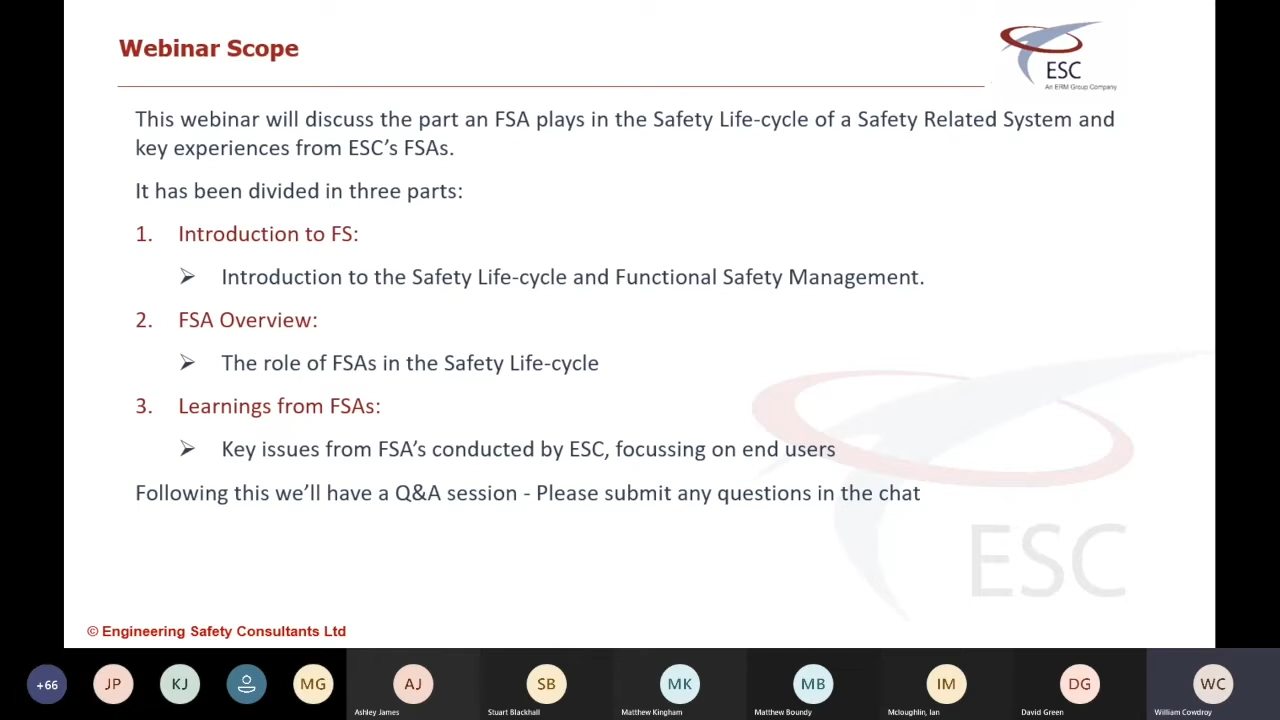 Webinar Scope
ESC
An ERM Group Company
This webinar will discuss the part an FSA plays in the Safety Life-cycle of a Safety Related System and
key experiences from ESC's FSAs.
It has been divided in three parts:
1. Introduction to FS:
➢ Introduction to the Safety Life-cycle and Functional Safety Management.
2. FSA Overview:
➢ The role of FSAs in the Safety Life-cycle
3. Learnings from FSAs:
➢ Key issues from FSA's conducted by ESC, focussing on end users
Following this we'll have a Q&A session - Please submit any questions in the chat
ESC
© Engineering Safety Consultants Ltd
+66 JP KJ MG AJ SB MK MB IM DG WC
Ashley James Stuart Blackhall Matthew Kingham Matthew Boundy Mcloughlin, Ian David Green William Cowdroy